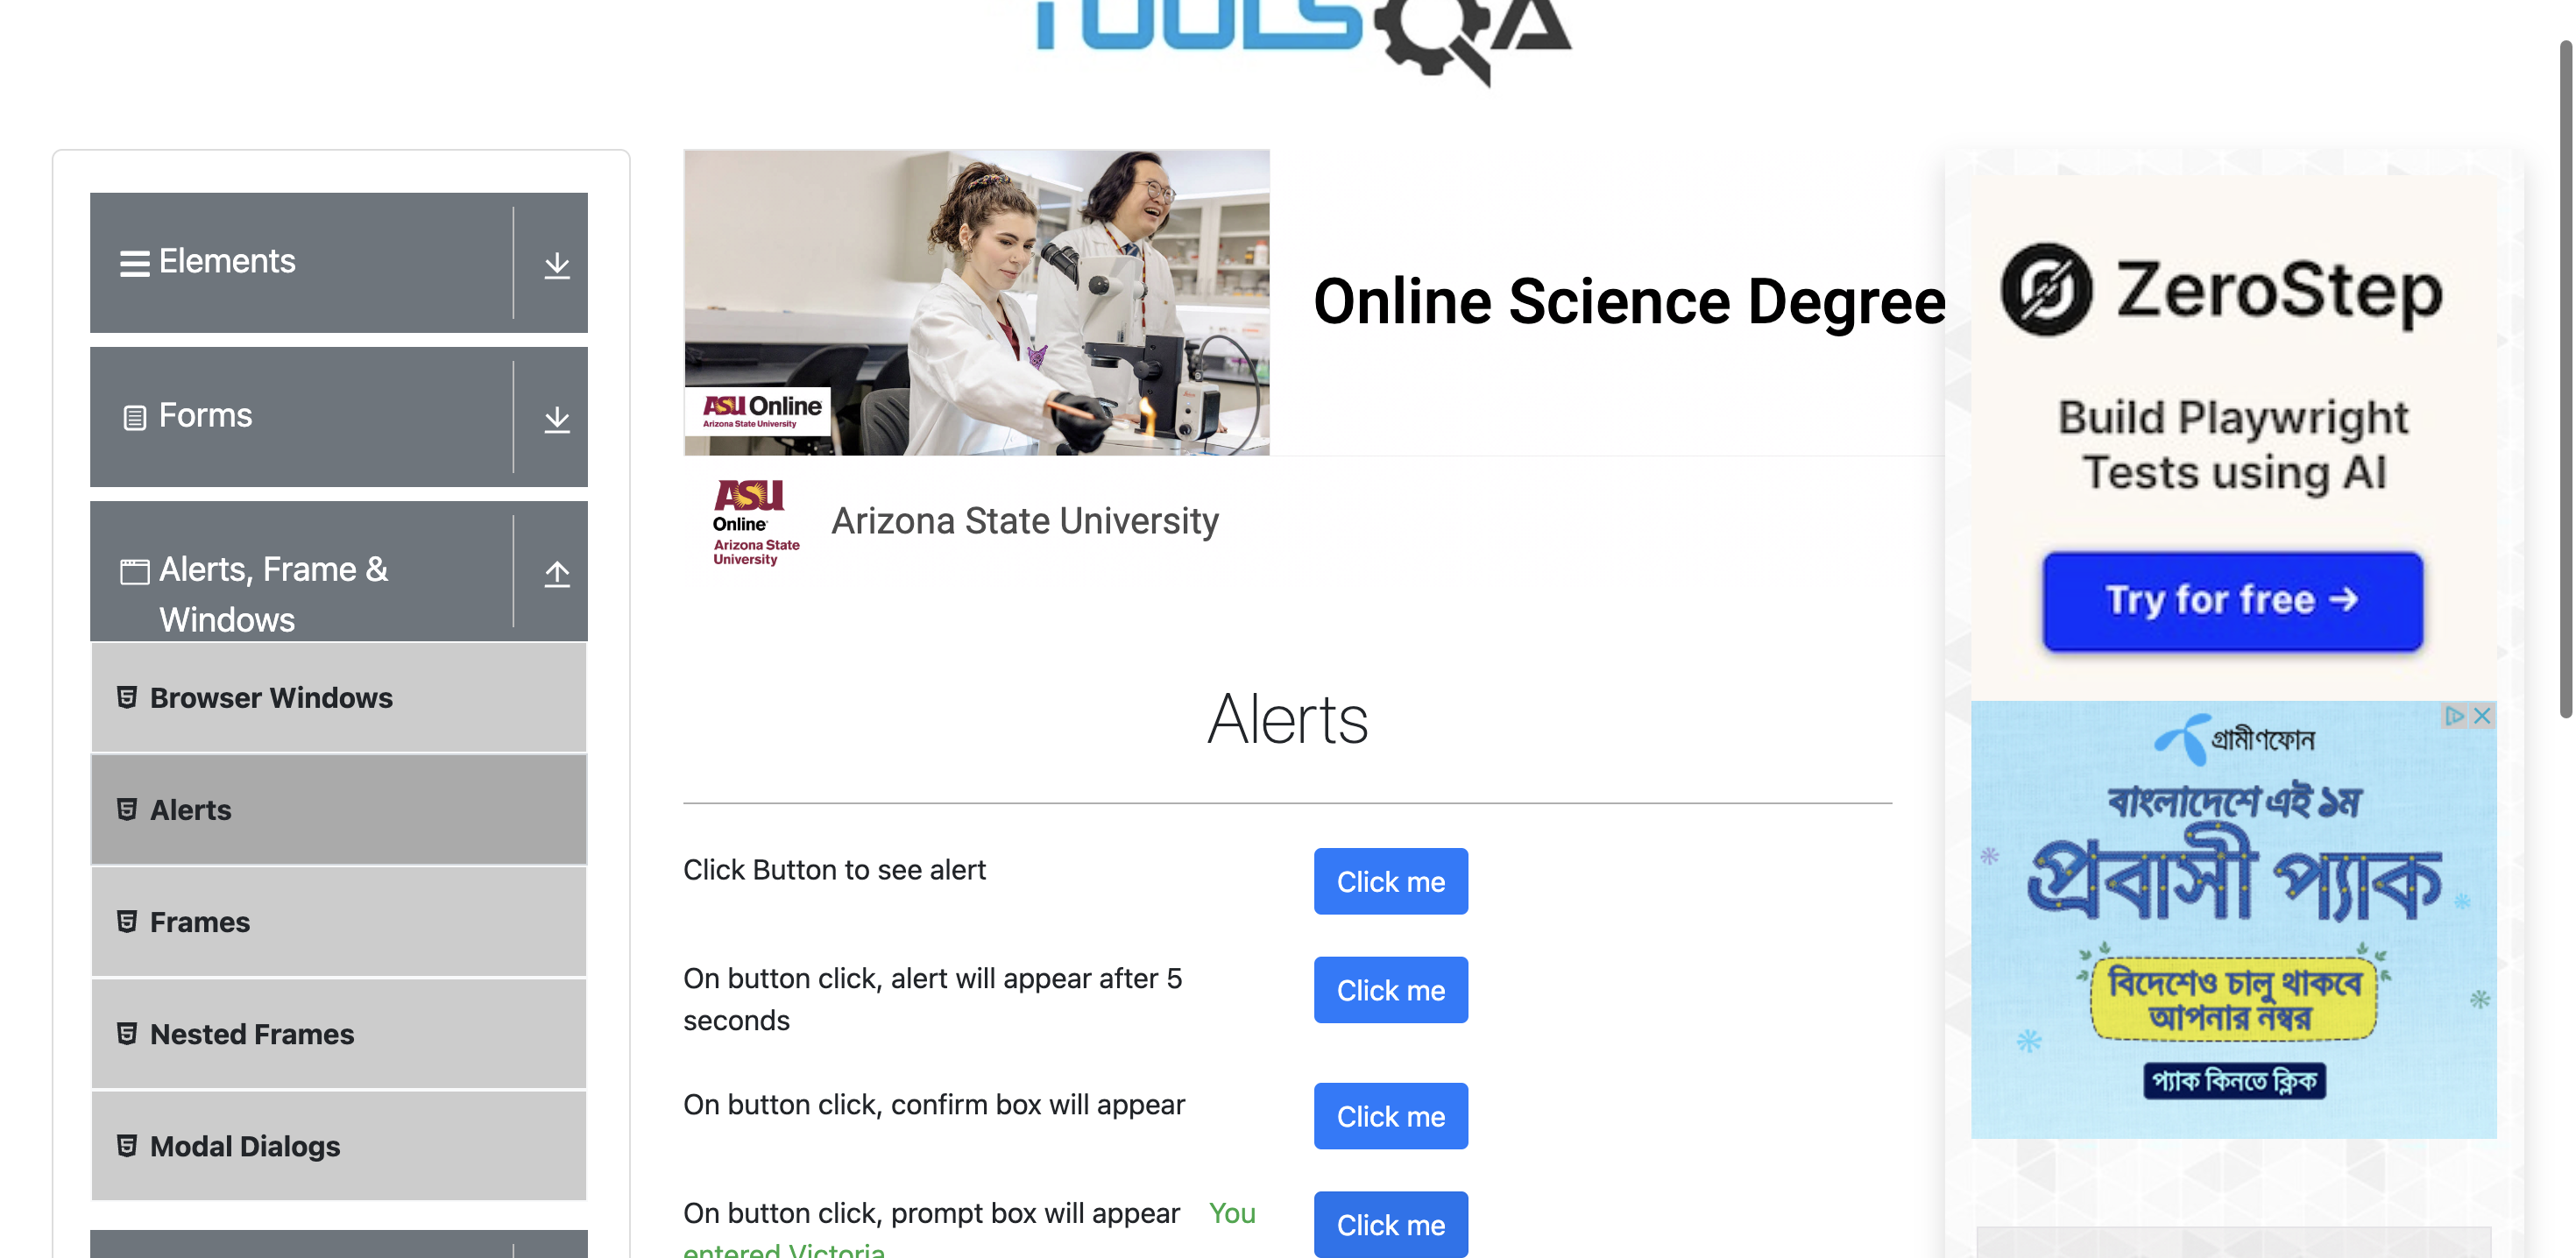 TOOLSQA
Elements
Forms
Alerts, Frame &
Windows
Browser Windows
Alerts
Frames
Nested Frames
Modal Dialogs
ASU Online
Arizona State University
Online Science Degree
ASU
Online
Arizona State
University
Arizona State University
Alerts
Click Button to see alert
Click me
On button click, alert will appear after 5
seconds
Click me
On button click, confirm box will appear
Click me
On button click, prompt box will appear You
entered Victoria
Click me
ZeroStep
Build Playwright
Tests using AI
Try for free →
গ্রামীণফোন
বাংলাদেশে এই ১ম
প্রবাসী প্যাক
বিদেশেও চালু থাকবে
আপনার নম্বর
প্যাক কিনতে ক্লিক